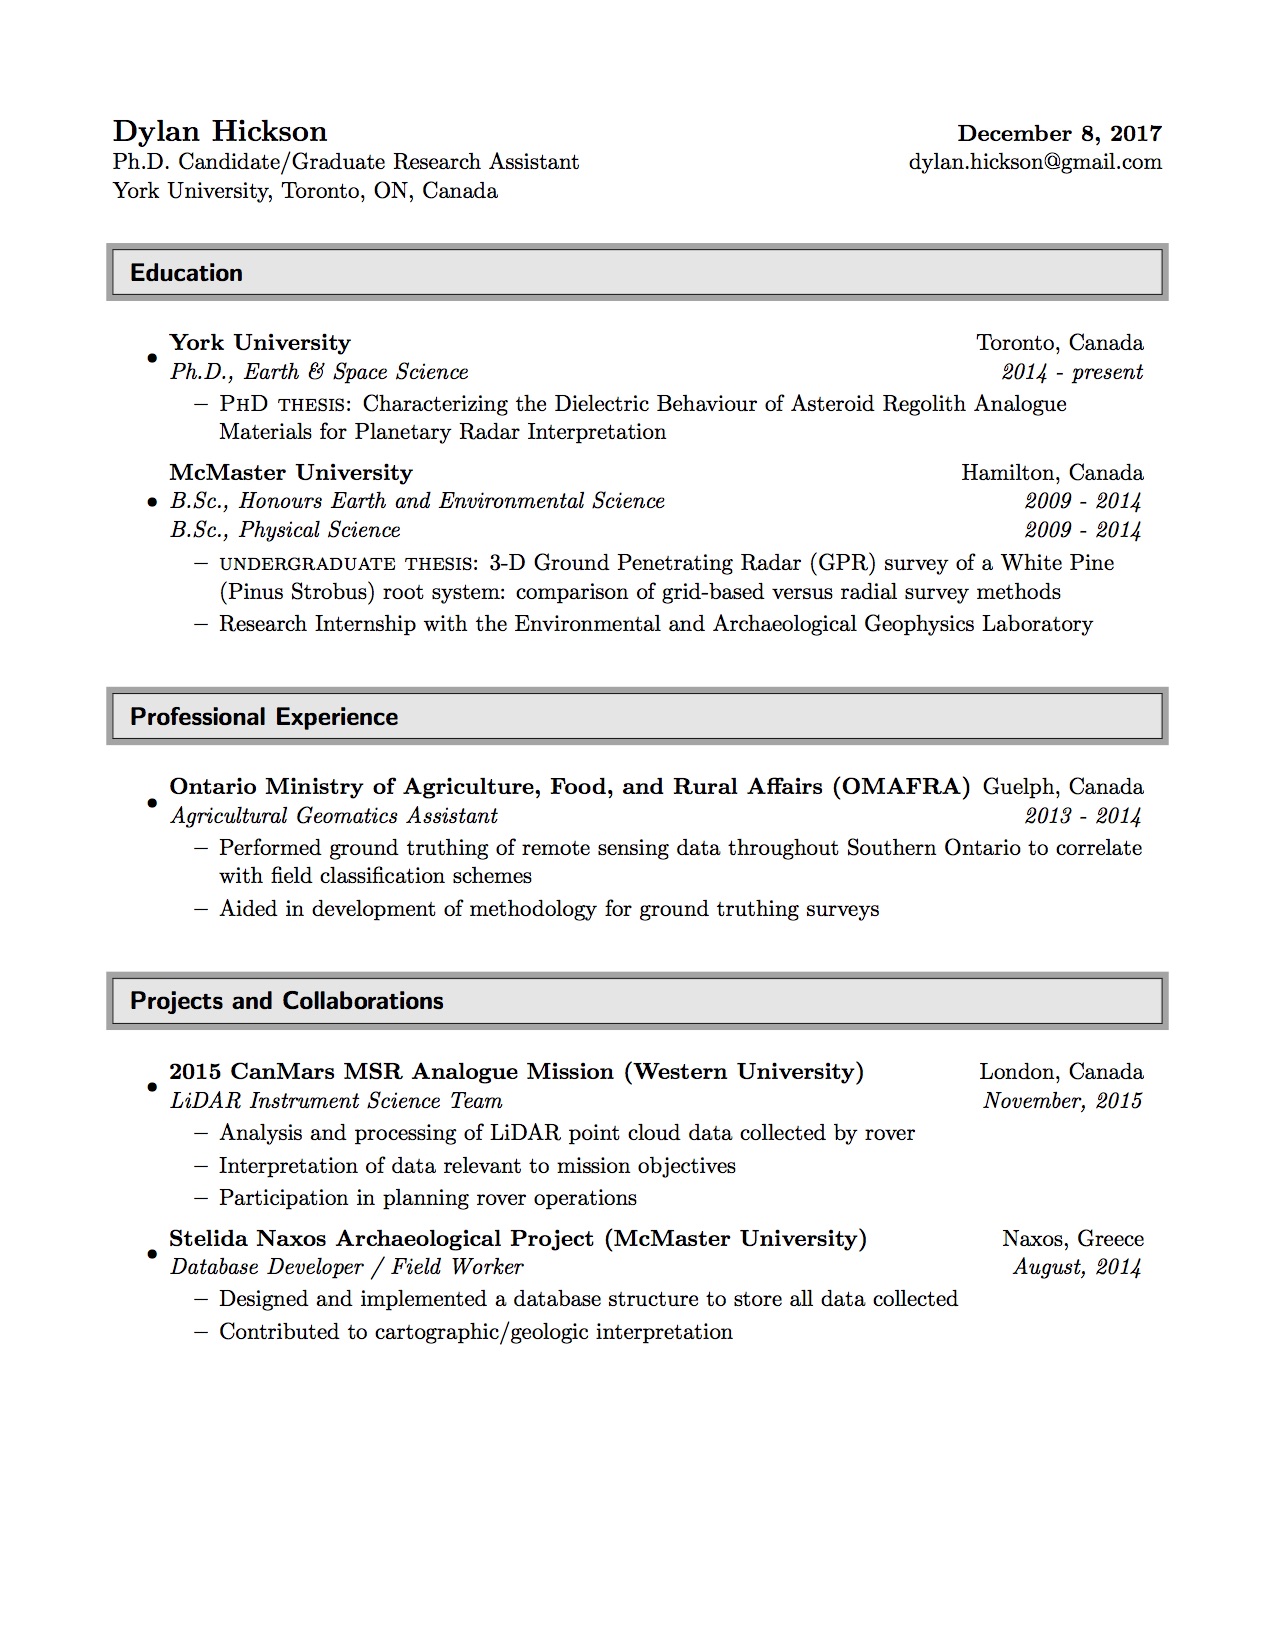 Dylan Hickson December 8, 2017
Ph.D. Candidate/Graduate Research Assistant dylan.hickson@gmail.com
York University, Toronto, ON, Canada
Education
• York University Toronto, Canada
Ph.D., Earth & Space Science 2014 - present
– PhD thesis: Characterizing the Dielectric Behaviour of Asteroid Regolith Analogue
Materials for Planetary Radar Interpretation
McMaster University Hamilton, Canada
• B.Sc., Honours Earth and Environmental Science 2009 - 2014
B.Sc., Physical Science 2009 - 2014
– undergraduate thesis: 3-D Ground Penetrating Radar (GPR) survey of a White Pine
(Pinus Strobus) root system: comparison of grid-based versus radial survey methods
– Research Internship with the Environmental and Archaeological Geophysics Laboratory
Professional Experience
• Ontario Ministry of Agriculture, Food, and Rural Affairs (OMAFRA) Guelph, Canada
Agricultural Geomatics Assistant 2013 - 2014
– Performed ground truthing of remote sensing data throughout Southern Ontario to correlate
with field classification schemes
– Aided in development of methodology for ground truthing surveys
Projects and Collaborations
• 2015 CanMars MSR Analogue Mission (Western University) London, Canada
LiDAR Instrument Science Team November, 2015
– Analysis and processing of LiDAR point cloud data collected by rover
– Interpretation of data relevant to mission objectives
– Participation in planning rover operations
• Stelida Naxos Archaeological Project (McMaster University) Naxos, Greece
Database Developer / Field Worker August, 2014
– Designed and implemented a database structure to store all data collected
– Contributed to cartographic/geologic interpretation